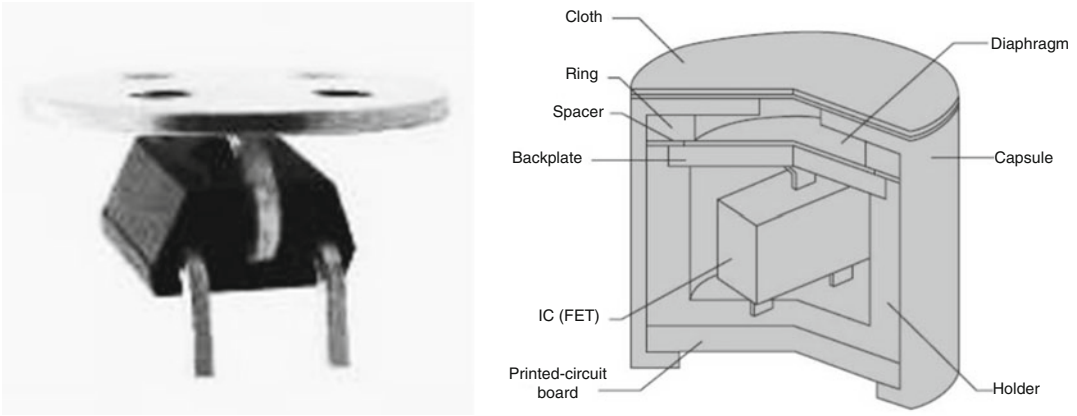 Cloth
Diaphragm
Ring
Spacer
Backplate
Capsule
IC (FET)
Printed-circuit
board
Holder